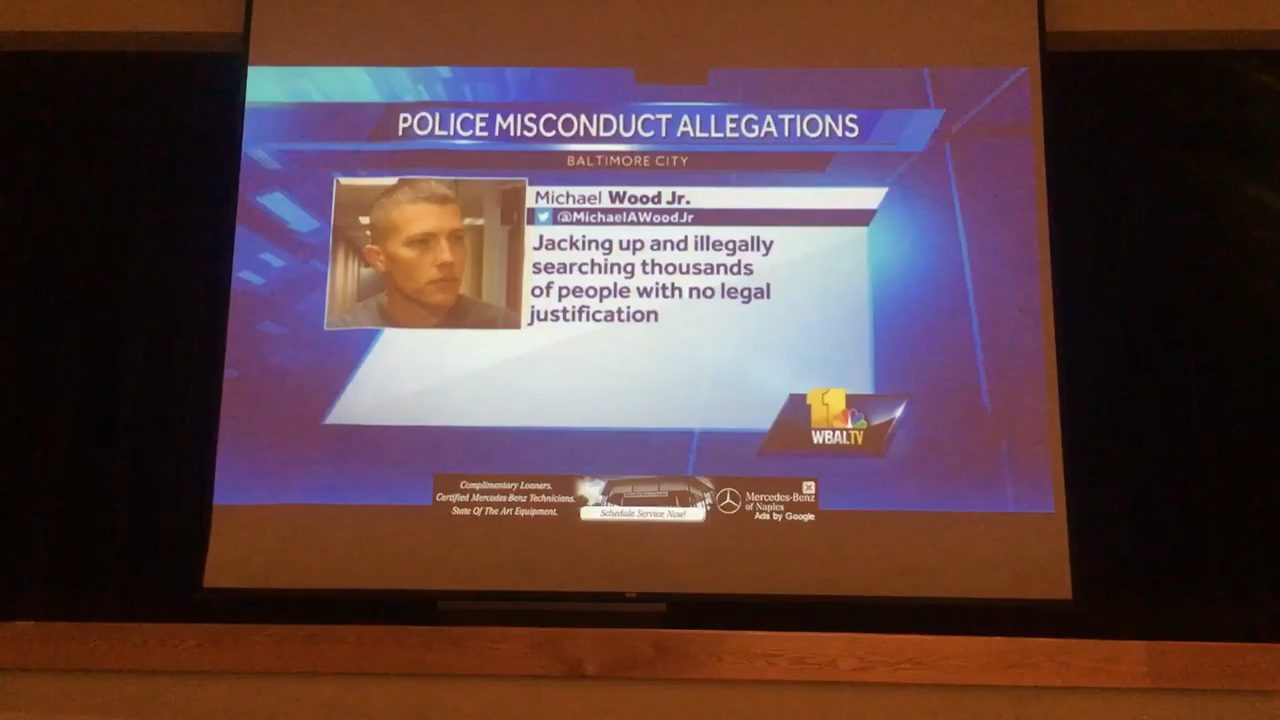 POLICE MISCONDUCT ALLEGATIONS
BALTIMORE CITY
Michael Wood Jr.
@MichaelAWoodJr
Jacking up and illegally
searching thousands
of people with no legal
justification
11
WBALTV
Complimentary Loaners.
Certified Mercedes-Benz Technicians.
State Of The Art Equipment.
Schedule Service Now!
Mercedes-Benz
of Naples
Ads by Google